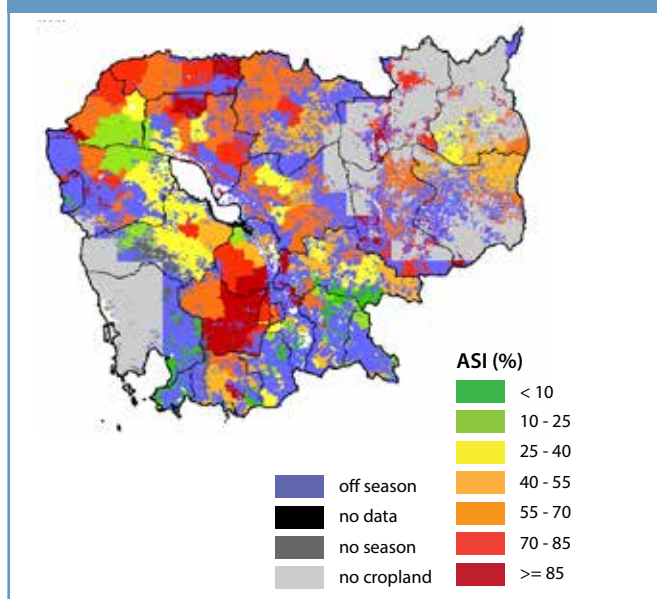 ASI (%)
< 10
10 - 25
25 - 40
40 - 55
55 - 70
70 - 85
>= 85
off season
no data
no season
no cropland